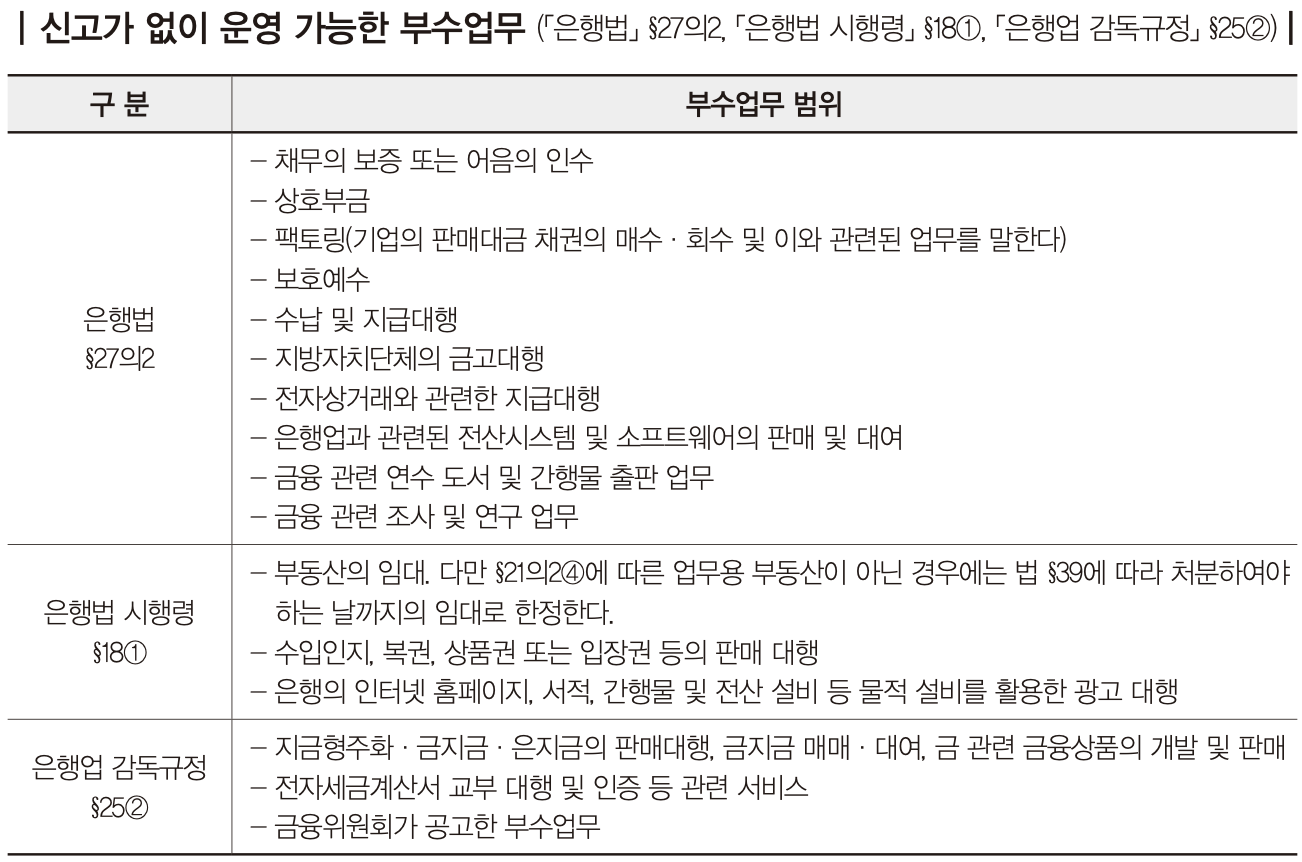 | 신고가 없이 운영 가능한 부수업무 (「은행법」 §27의2, 「은행법 시행령」 §18①, 「은행업 감독규정」 §25②) |
구 분
부수업무 범위
은행법
§27의2
– 채무의 보증 또는 어음의 인수
– 상호부금
– 팩토링(기업의 판매대금 채권의 매수 · 회수 및 이와 관련된 업무를 말한다)
– 보호예수
– 수납 및 지급대행
– 지방자치단체의 금고대행
– 전자상거래와 관련한 지급대행
– 은행업과 관련된 전산시스템 및 소프트웨어의 판매 및 대여
– 금융 관련 연수 도서 및 간행물 출판 업무
– 금융 관련 조사 및 연구 업무
은행법 시행령
§18①
– 부동산의 임대. 다만 §21의2④에 따른 업무용 부동산이 아닌 경우에는 법 §39에 따라 처분하여야
하는 날까지의 임대로 한정한다.
– 수입인지, 복권, 상품권 또는 입장권 등의 판매 대행
– 은행의 인터넷 홈페이지, 서적, 간행물 및 전산 설비 등 물적 설비를 활용한 광고 대행
은행업 감독규정
§25②
– 지금형주화 · 금지금 · 은지금의 판매대행, 금지금 매매 · 대여, 금 관련 금융상품의 개발 및 판매
– 전자세금계산서 교부 대행 및 인증 등 관련 서비스
– 금융위원회가 공고한 부수업무